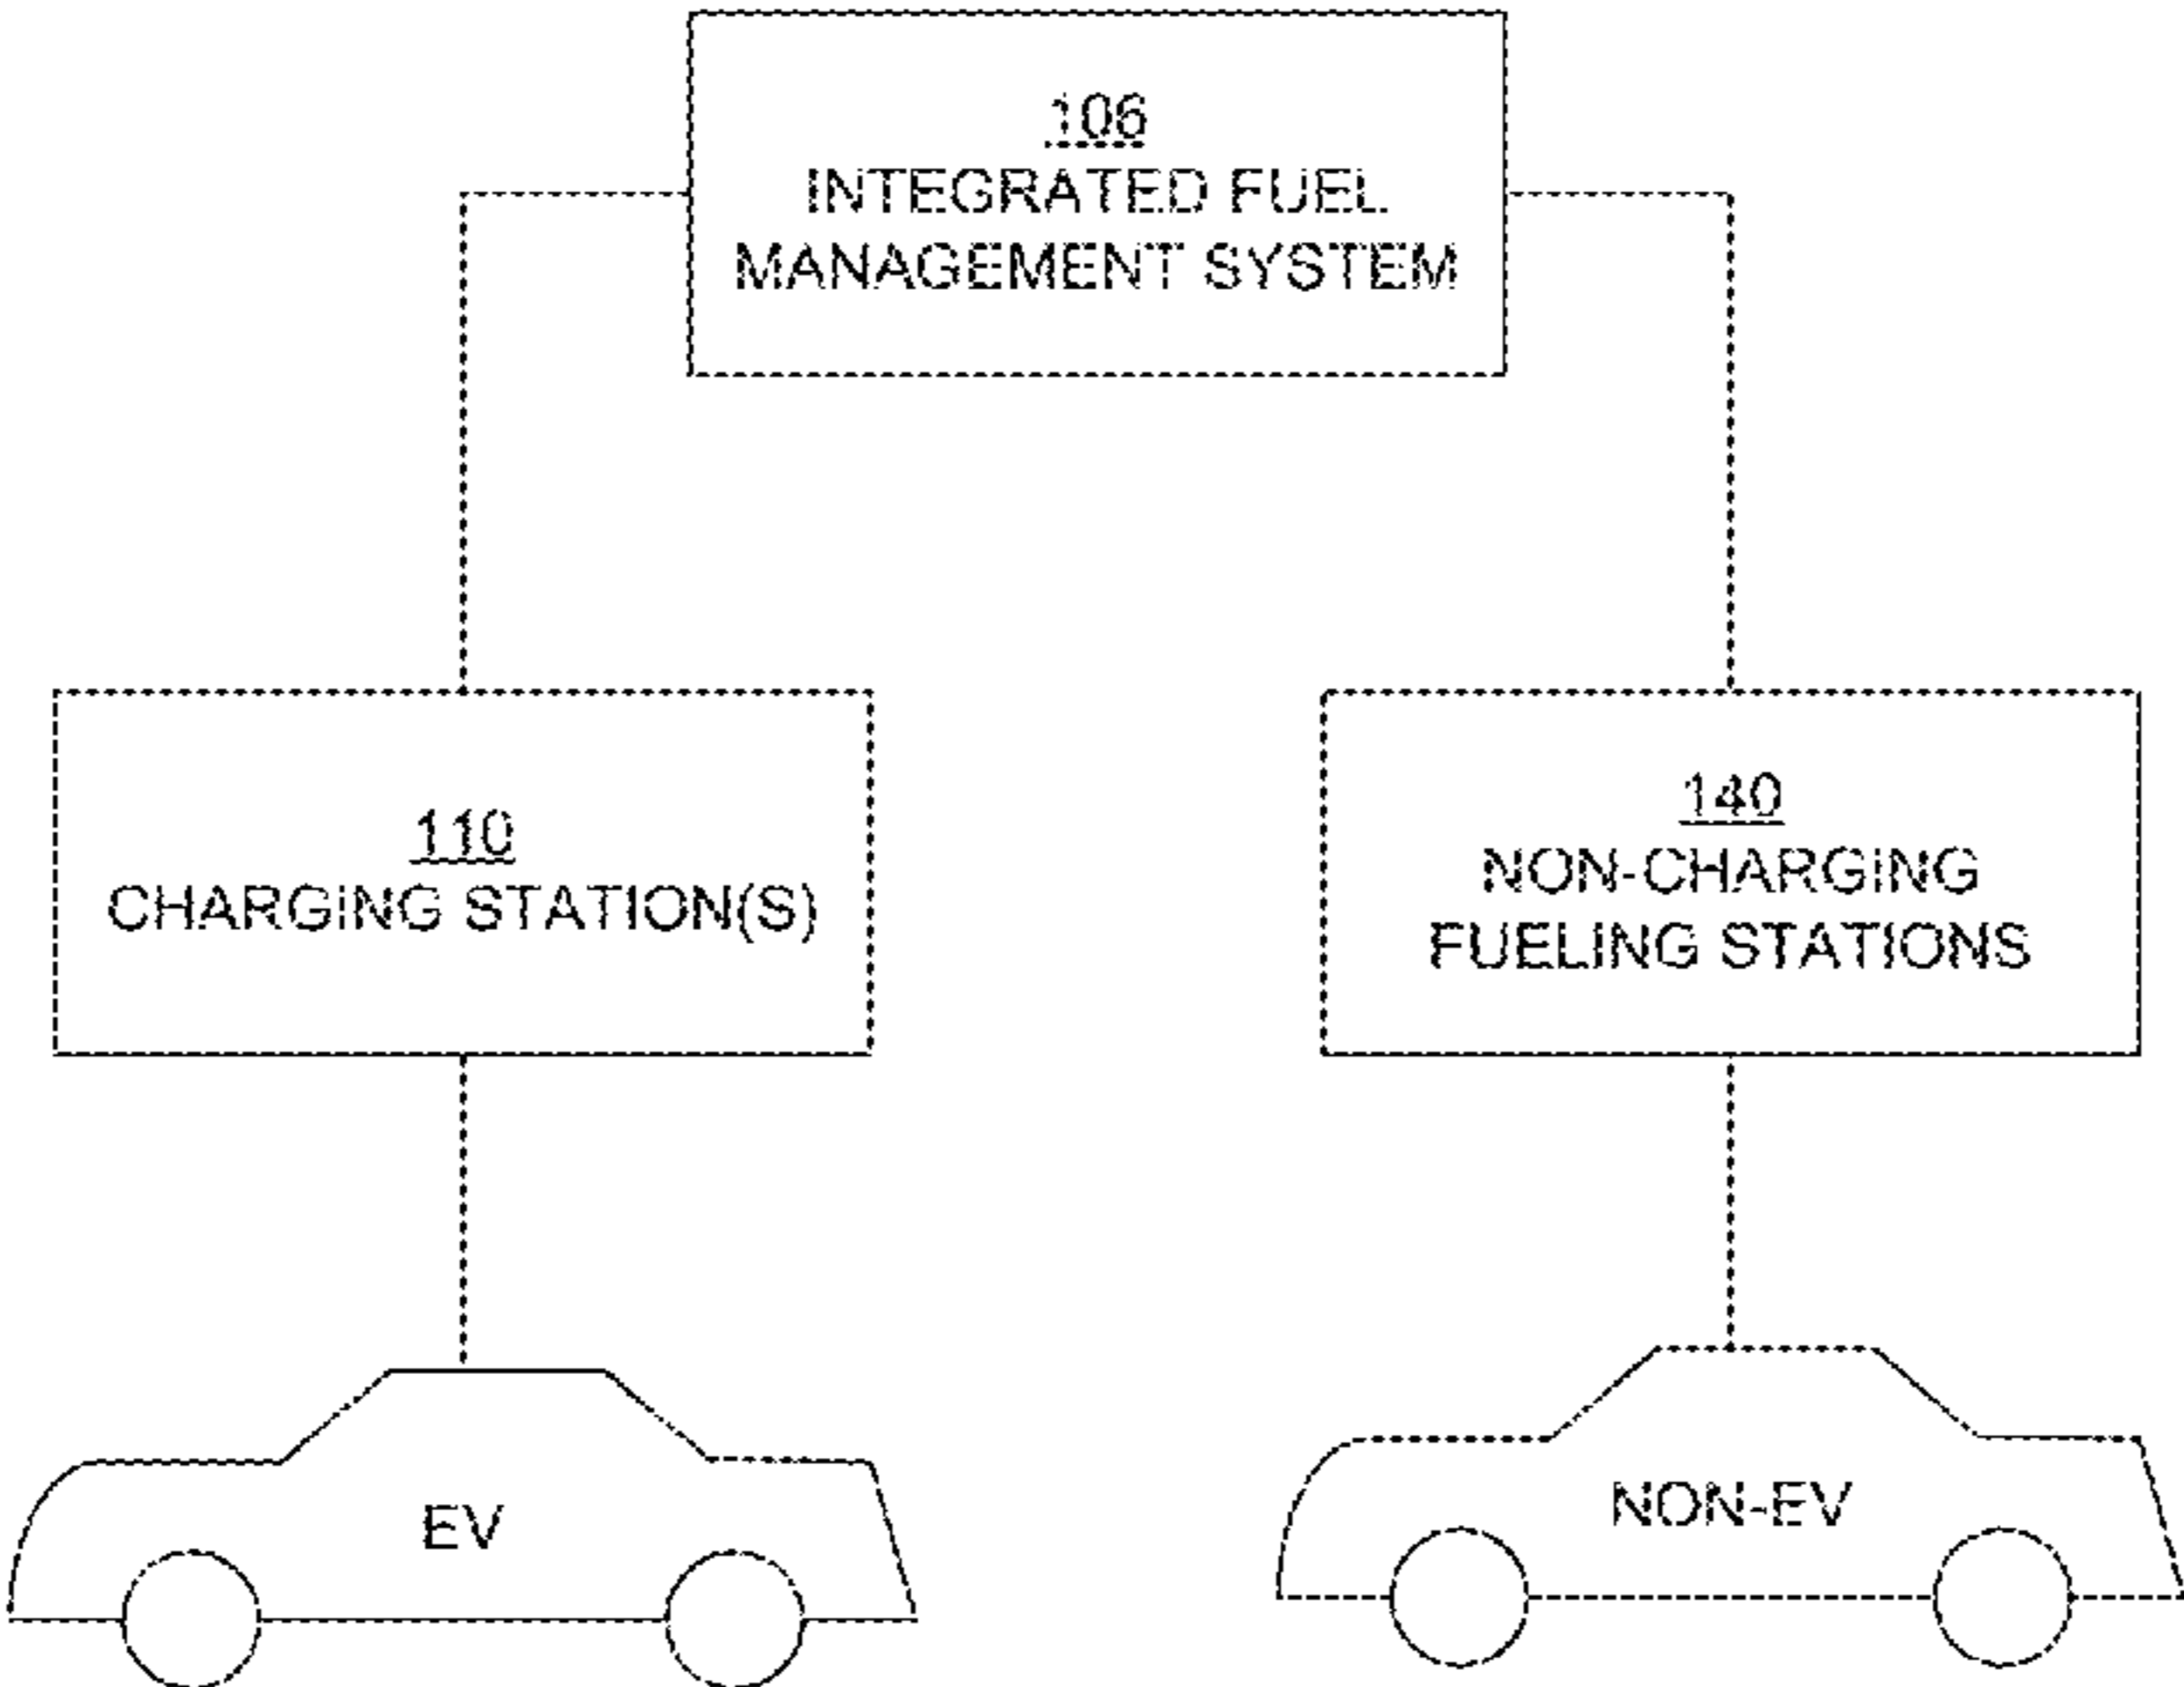 106
INTEGRATED FUEL
MANAGEMENT SYSTEM
110
CHARGING STATION(S)
140
NON-CHARGING
FUELING STATIONS
EV
NON-EV